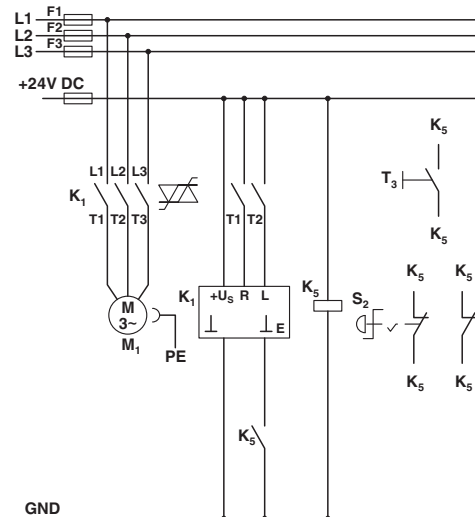 L1 F1
L2 F2
L3 F3
+24V DC
K5
L1 L2 L3
K1
T3
T1 T2 T3
T1 T2
K5
K1 +US R L
K5
S2
K5 K5
M
3~
E
M1
PE
K5 K5
K5
GND